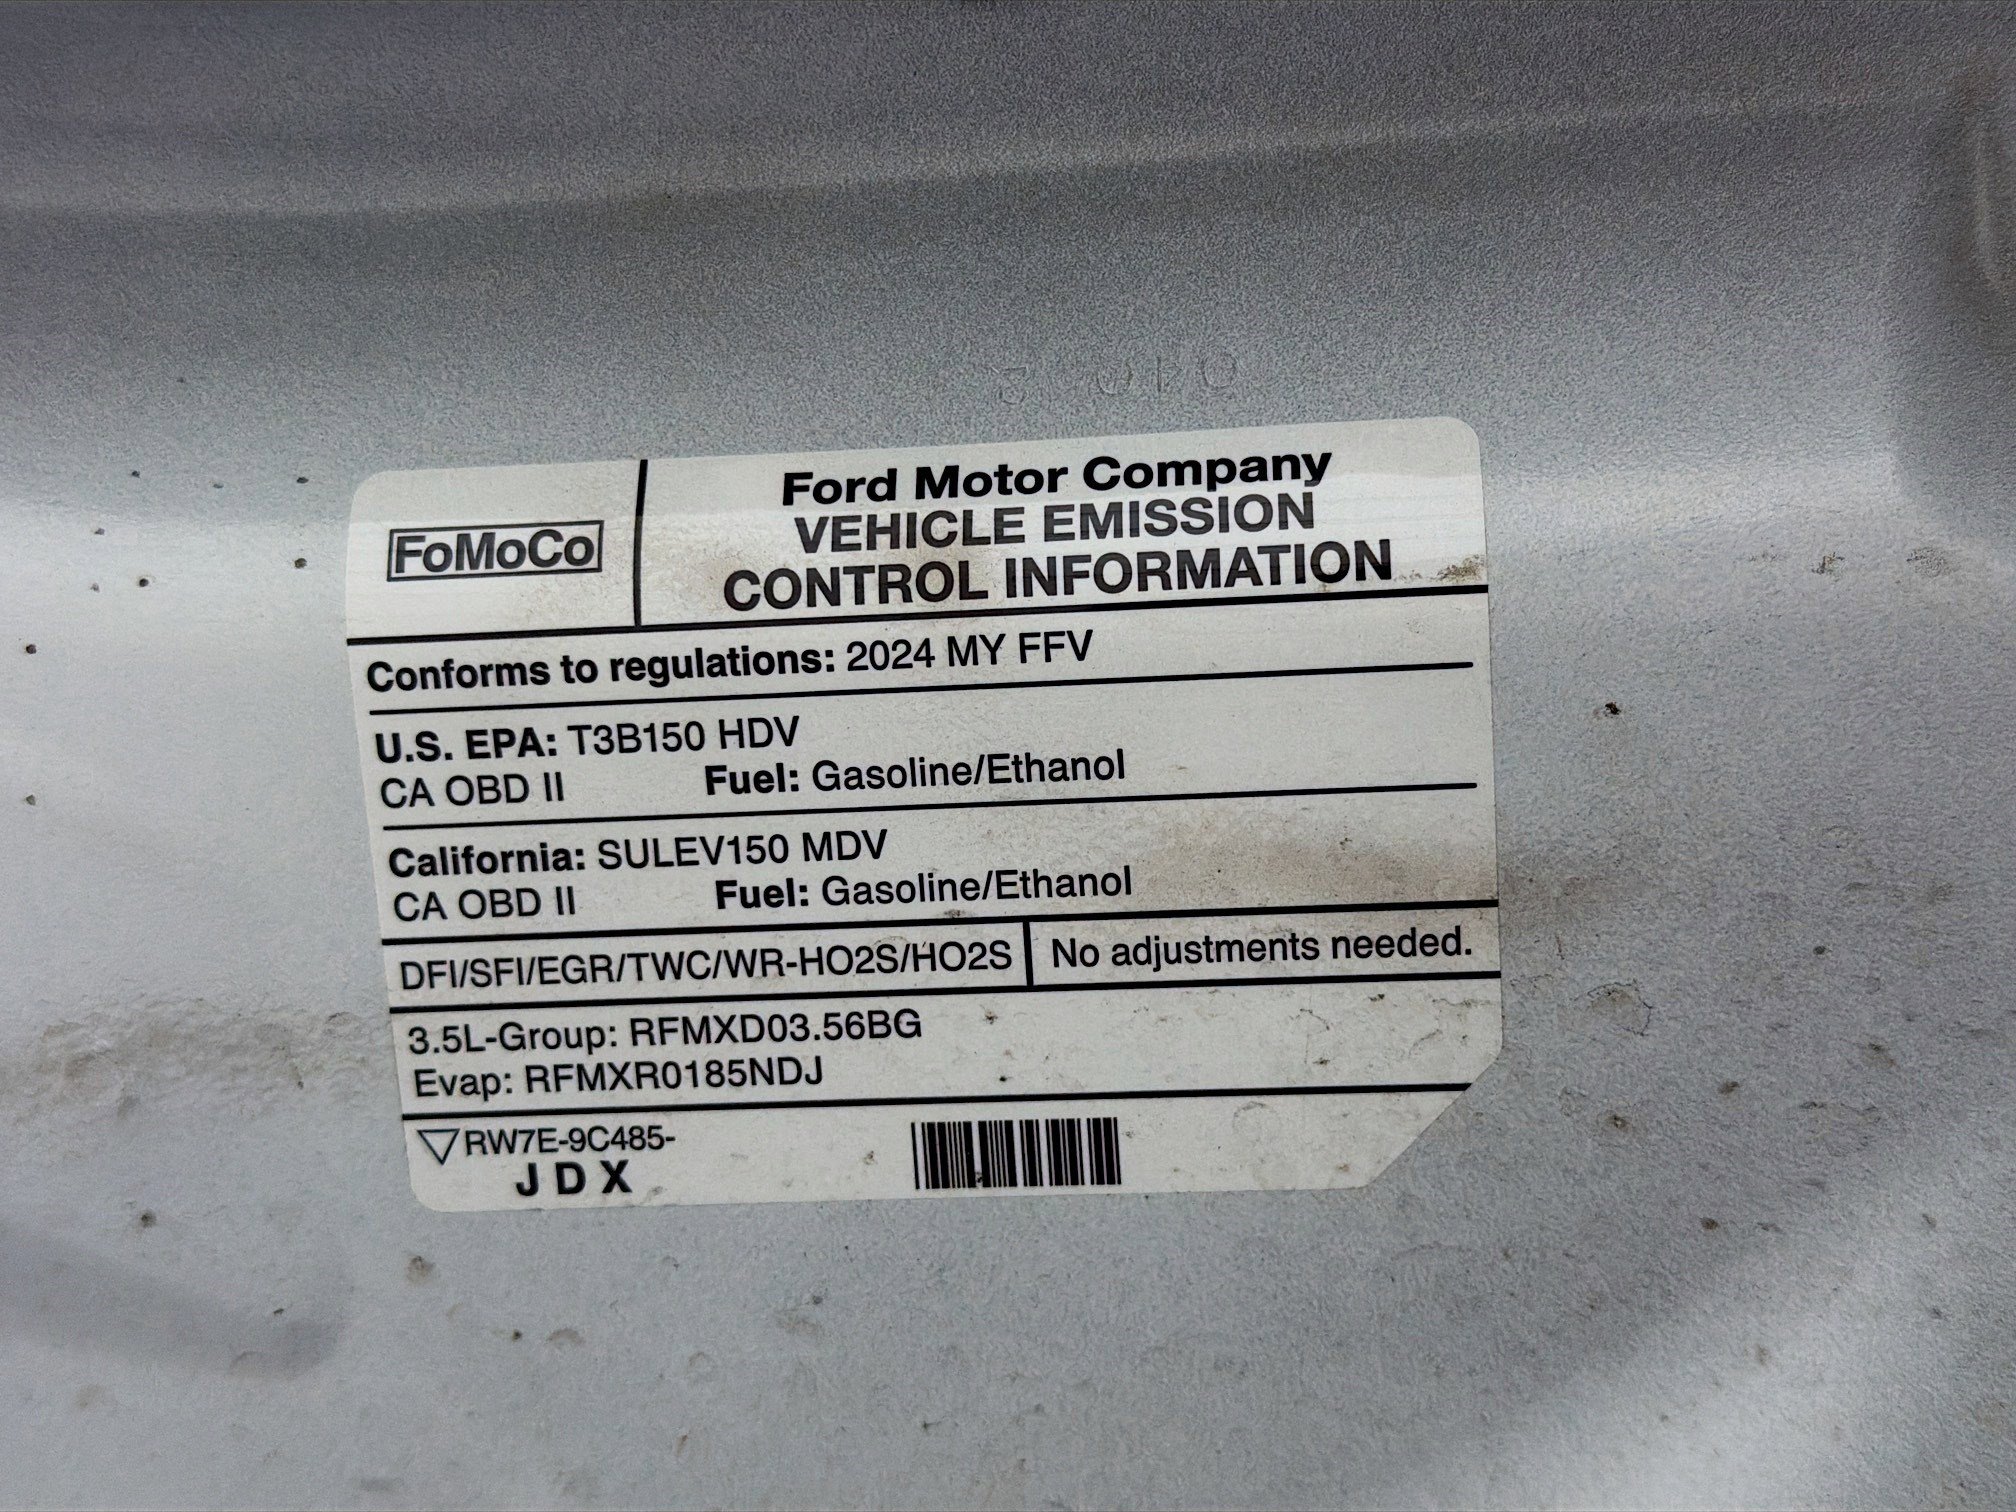 FoMoCo
Ford Motor Company
VEHICLE EMISSION
CONTROL INFORMATION
Conforms to regulations: 2024 MY FFV
U.S. EPA: T3B150 HDV
CA OBD II Fuel: Gasoline/Ethanol
California: SULEV150 MDV
CA OBD II Fuel: Gasoline/Ethanol
DFI/SFI/EGR/TWC/WR-HO2S/HO2S No adjustments needed.
3.5L-Group: RFMXD03.56BG
Evap: RFMXR0185NDJ
RW7E-9C485-
JDX